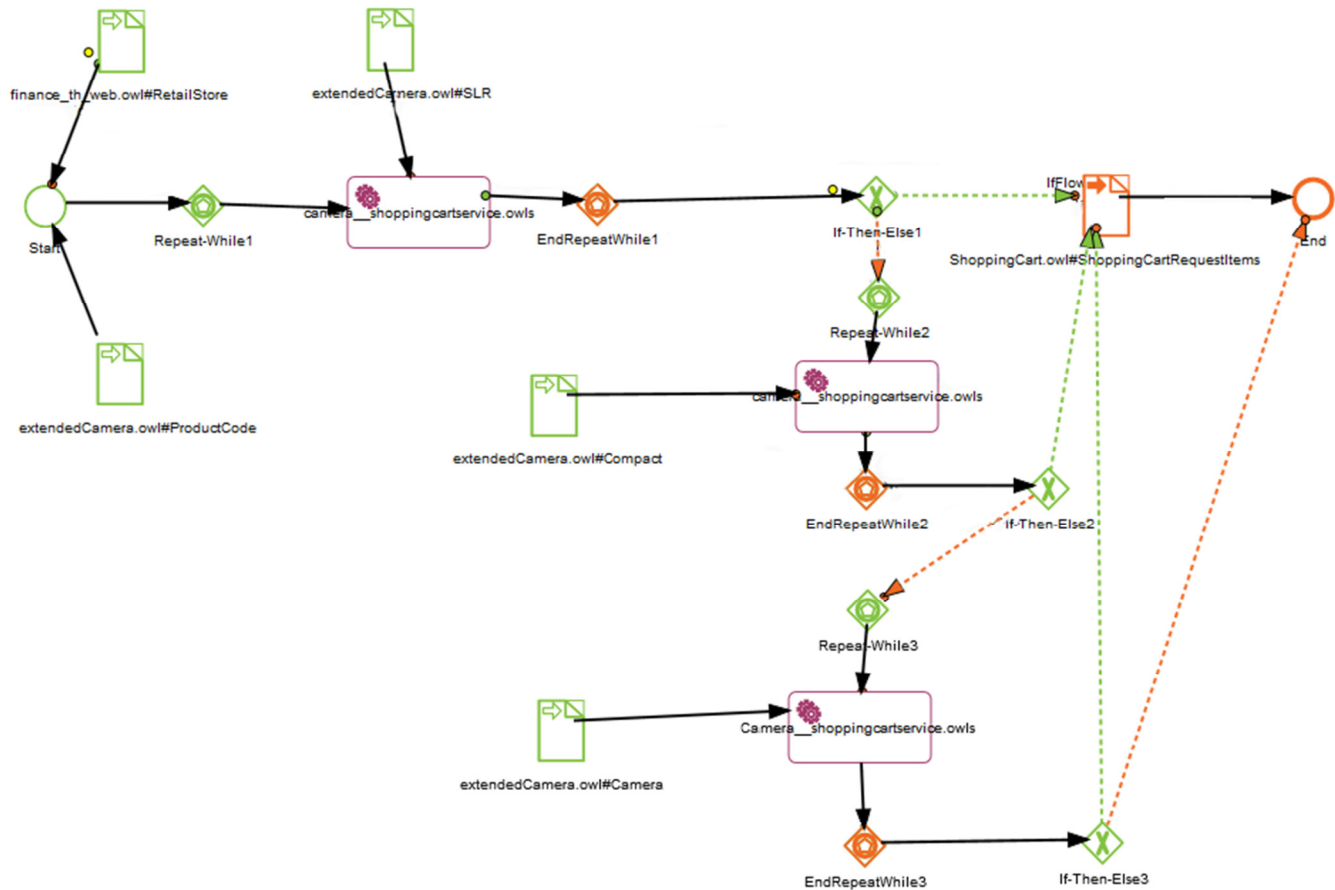 finance_th_web.owl#RetailStore
extendedCamera.owl#SLR
IfFlow
camera__shoppingcartservice.owls
Start
Repeat-While1
EndRepeatWhile1
If-Then-Else1
End
ShoppingCart.owl#ShoppingCartRequestItems
Repeat-While2
camera__shoppingcartservice.owls
extendedCamera.owl#ProductCode
extendedCamera.owl#Compact
EndRepeatWhile2
If-Then-Else2
Repeat-While3
Camera__shoppingcartservice.owls
extendedCamera.owl#Camera
EndRepeatWhile3
If-Then-Else3